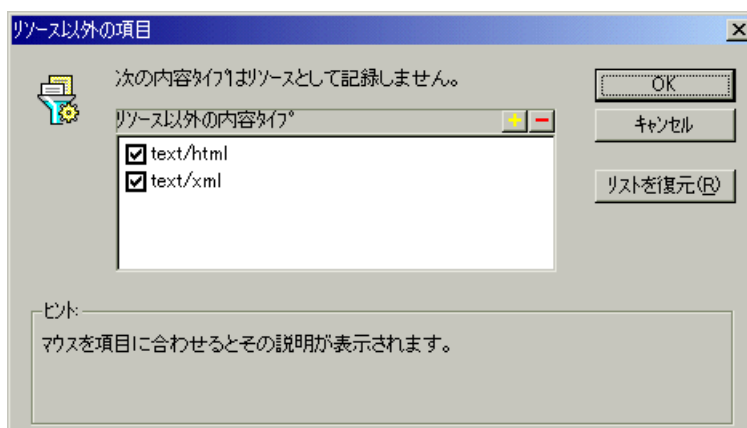 リソース以外の項目
次の内容タイプはリソースとして記録しません。
リソース以外の内容タイプ
text/html
text/xml
OK
キャンセル
リストを復元(R)
ヒント:
マウスを項目に合わせるとその説明が表示されます。